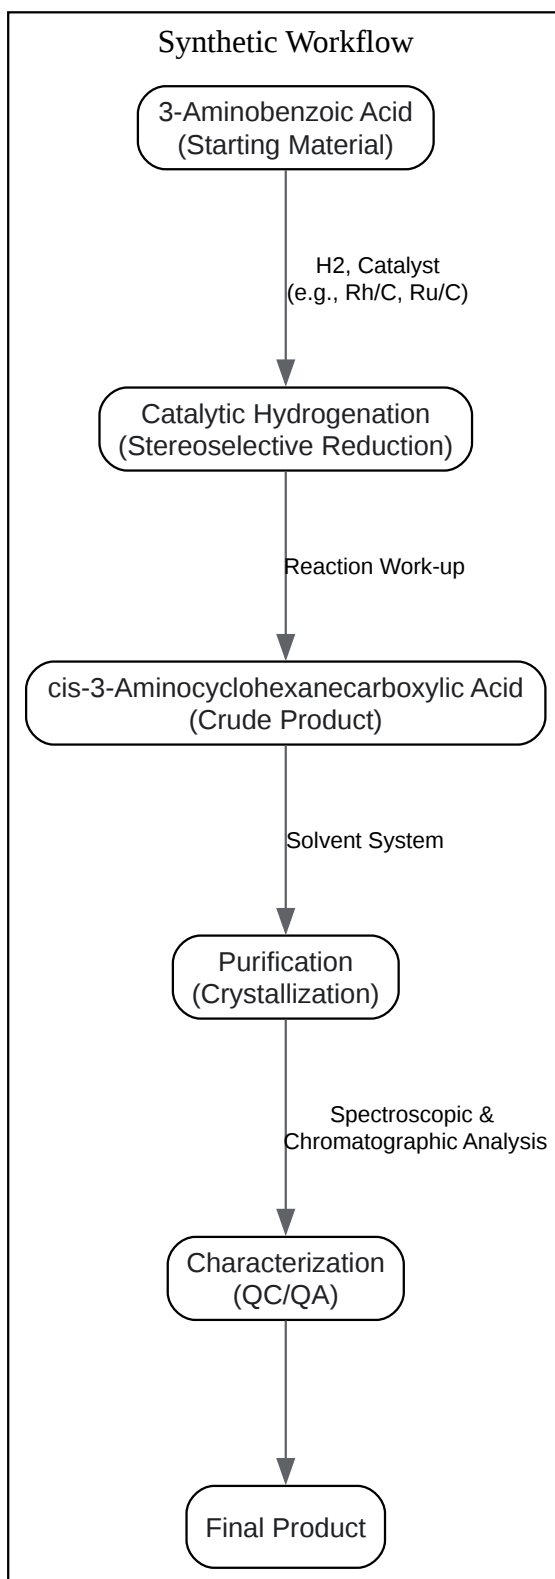 Synthetic Workflow
3-Aminobenzoic Acid
(Starting Material)
H2, Catalyst
(e.g., Rh/C, Ru/C)
Catalytic Hydrogenation
(Stereoselective Reduction)
Reaction Work-up
cis-3-Aminocyclohexanecarboxylic Acid
(Crude Product)
Solvent System
Purification
(Crystallization)
Spectroscopic &
Chromatographic Analysis
Characterization
(QC/QA)
Final Product